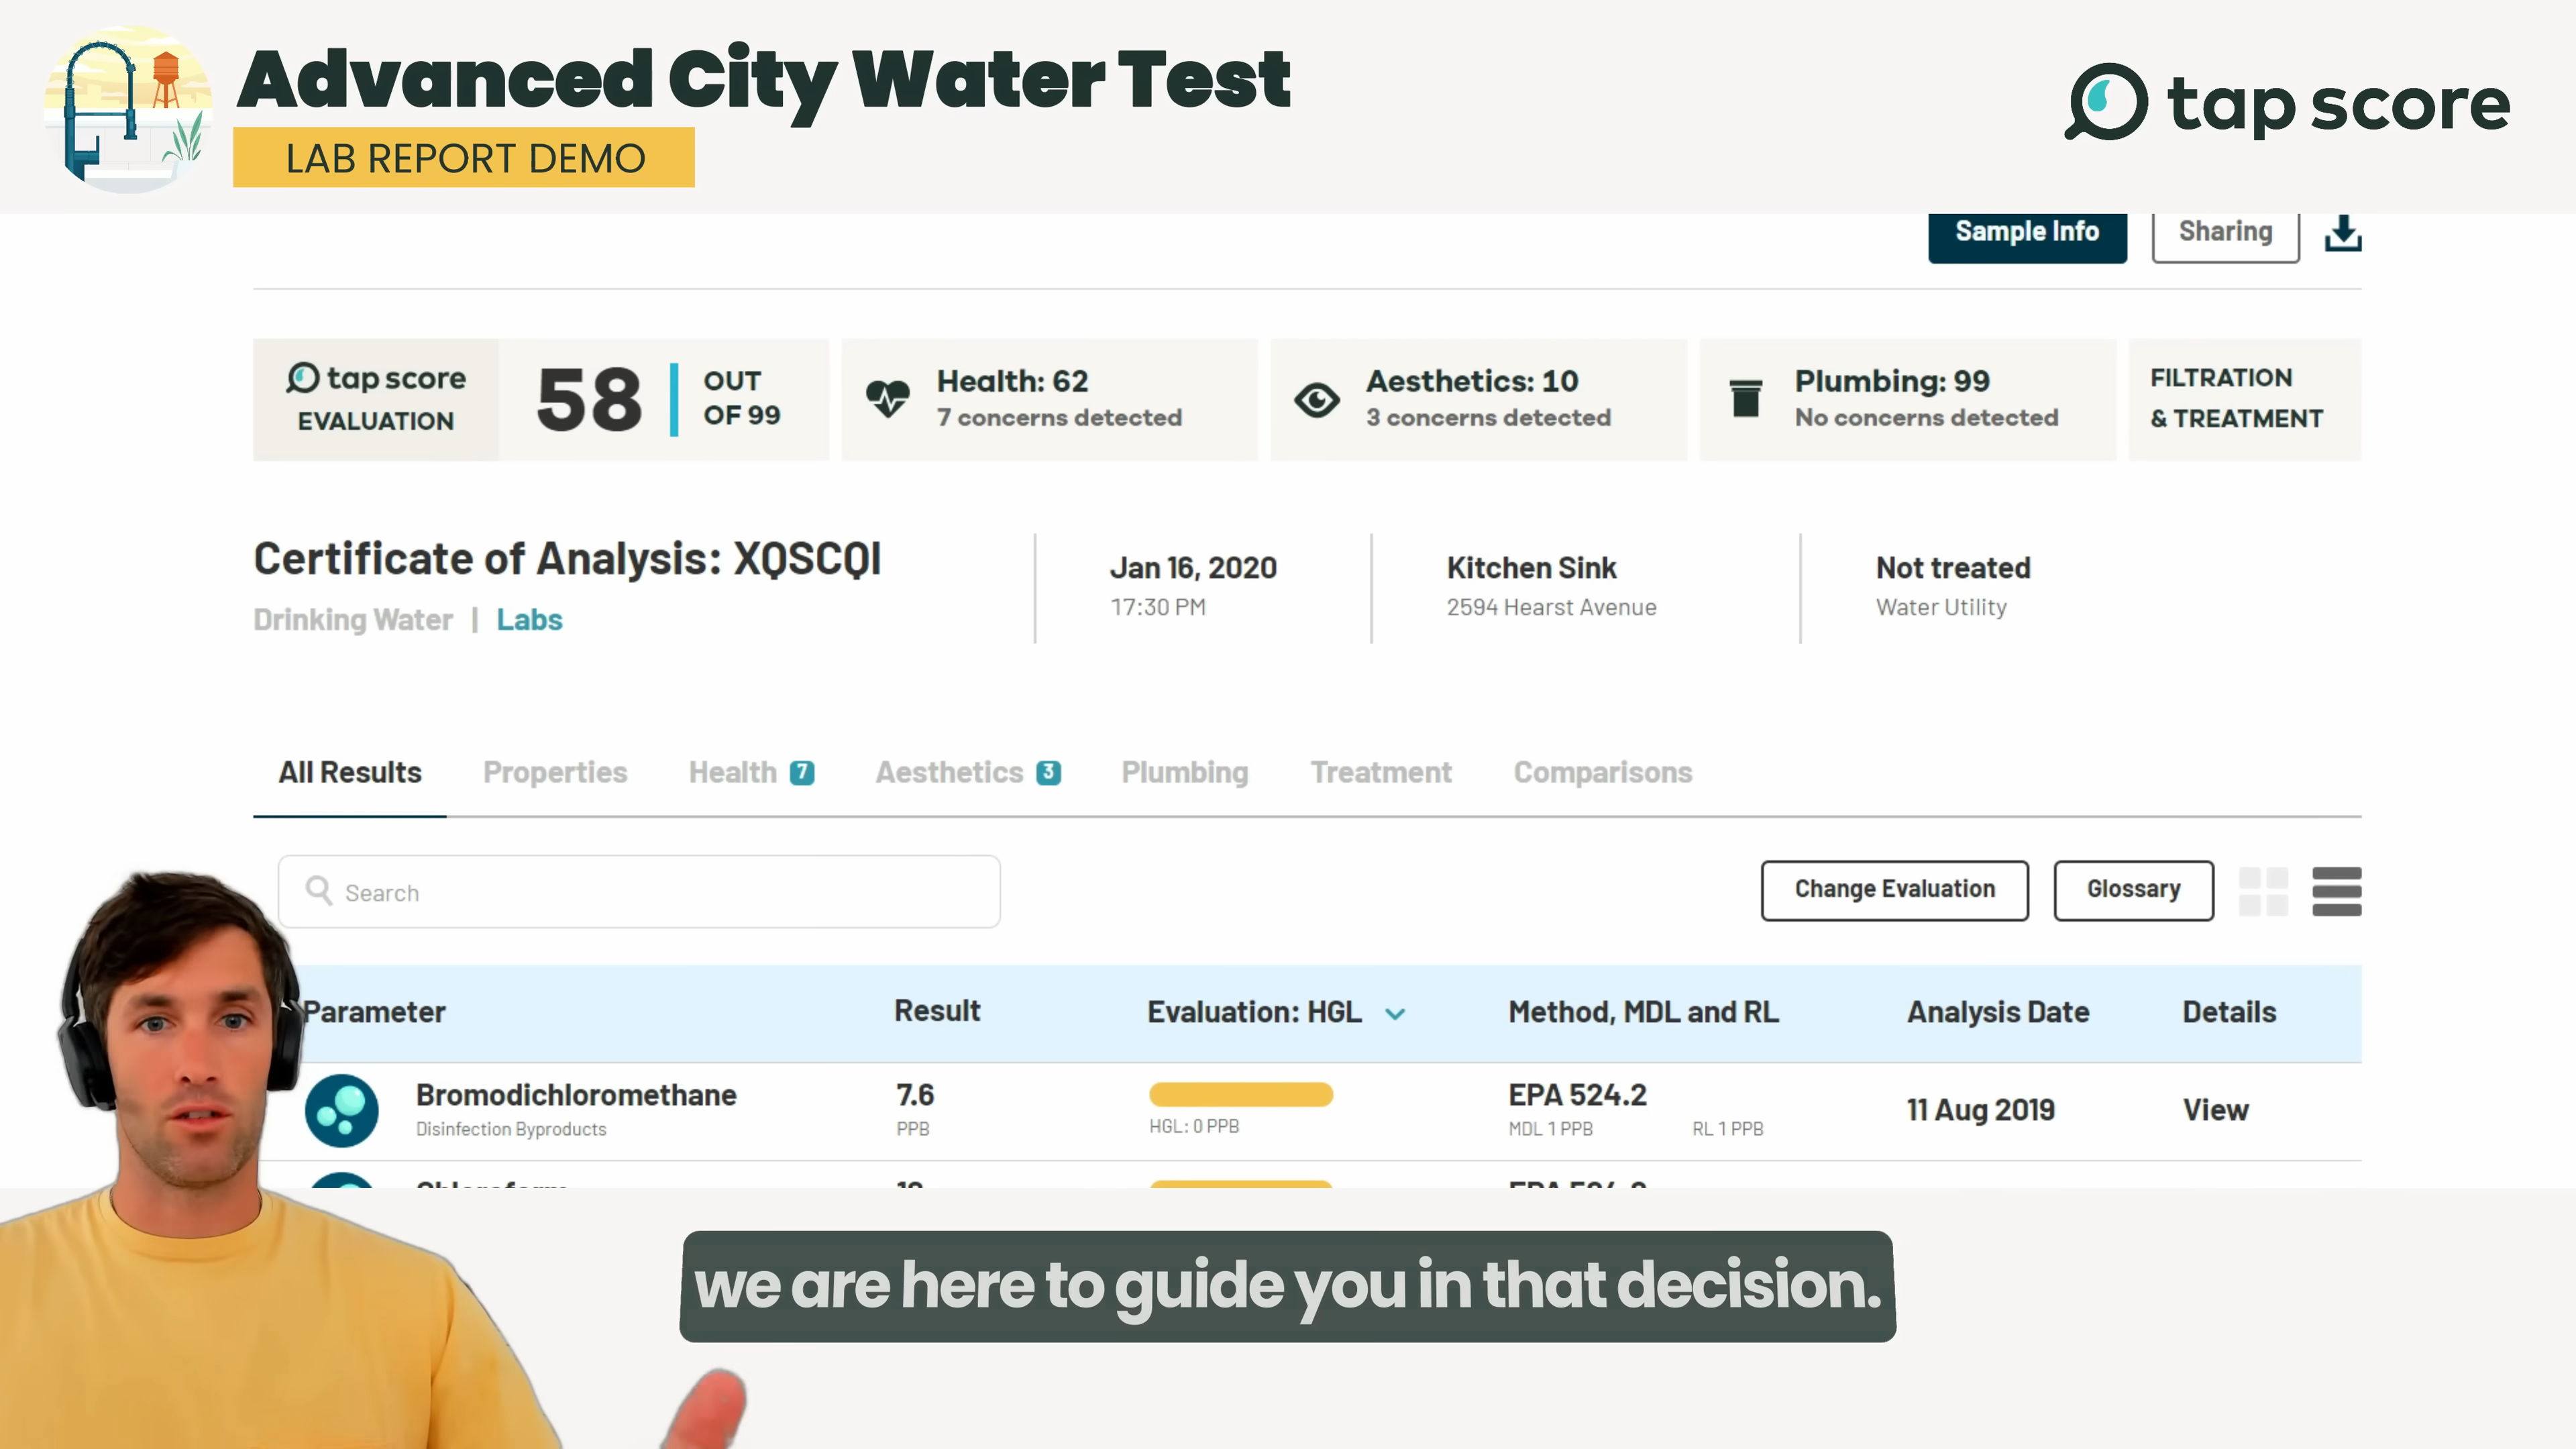 Advanced City Water Test
LAB REPORT DEMO
tap score
Sample Info
Sharing
tap score
EVALUATION
58
OUT
OF 99
Health: 62
7 concerns detected
Aesthetics: 10
3 concerns detected
Plumbing: 99
No concerns detected
FILTRATION
& TREATMENT
Certificate of Analysis: XQSCQI
Drinking Water | Labs
Jan 16, 2020
17:30 PM
Kitchen Sink
2594 Hearst Avenue
Not treated
Water Utility
All Results
Properties
Health 7
Aesthetics 3
Plumbing
Treatment
Comparisons
Search
Change Evaluation
Glossary
Parameter
Result
Evaluation: HGL
Method, MDL and RL
Analysis Date
Details
Bromodichloromethane
Disinfection Byproducts
7.6
PPB
HGL: 0 PPB
EPA 524.2
MDL 1 PPB
RL 1 PPB
11 Aug 2019
View
we are here to guide you in that decision.